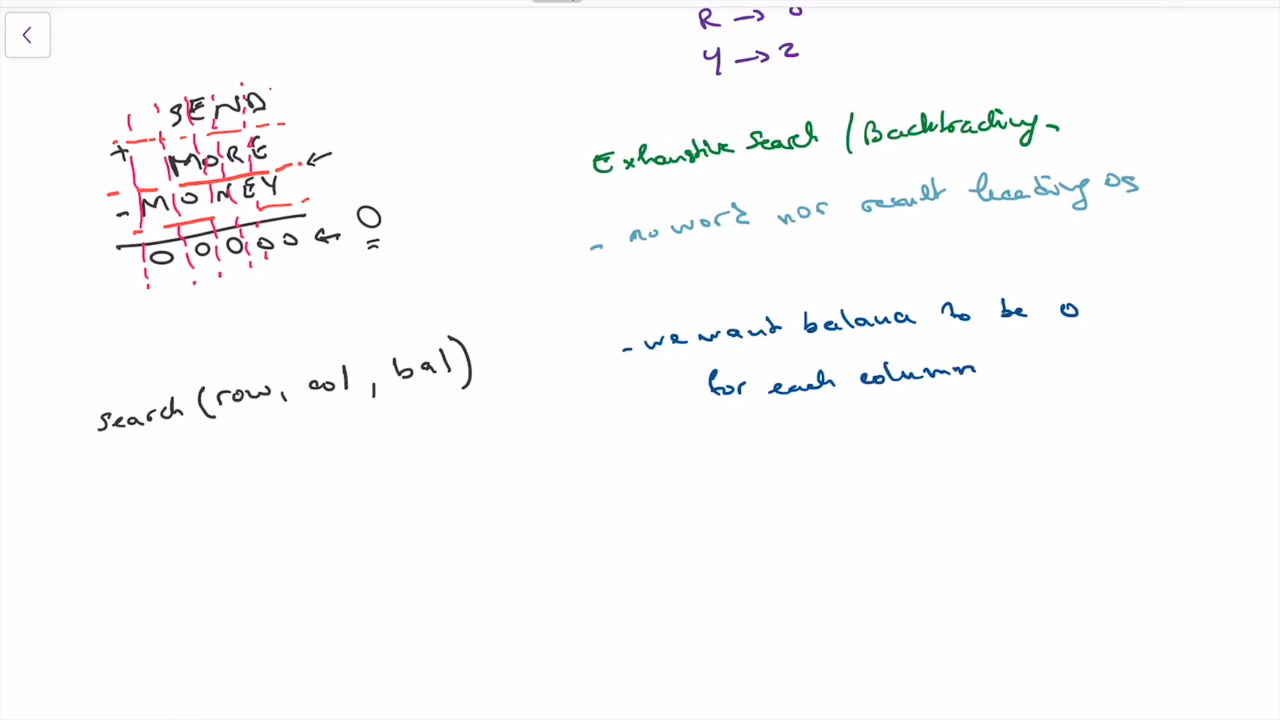 R → 0
Y → 2
SEND
+ MORE ←
- MONEY
0 0 0 0 0 ← 0
Exhaustive Search / Backtracking -
- no word nor result leading 0s
- we want balance to be 0
for each column
search (row, col, bal)